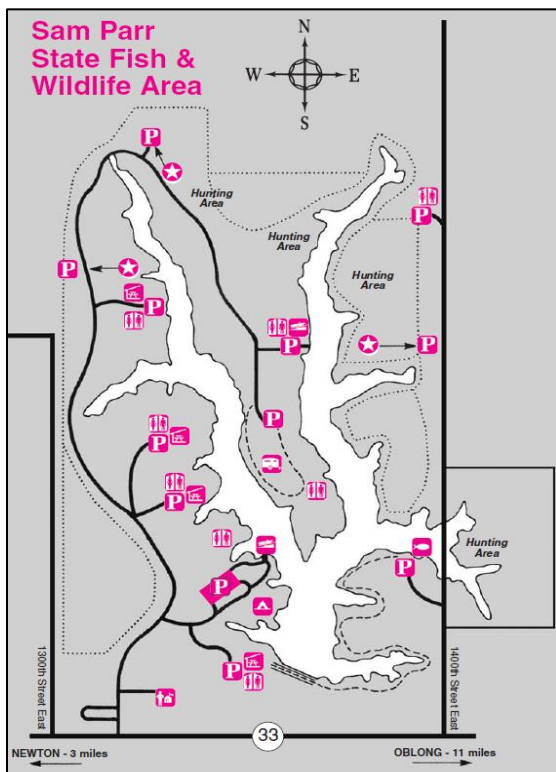 Sam Parr
State Fish &
Wildlife Area
N
W
E
S
P
Hunting
Area
Hunting
Area
P
P
Hunting
Area
P
P
P
P
P
P
P
Hunting
Area
P
P
P
1300th Street East
1400th Street East
33
NEWTON - 3 miles
OBLONG - 11 miles